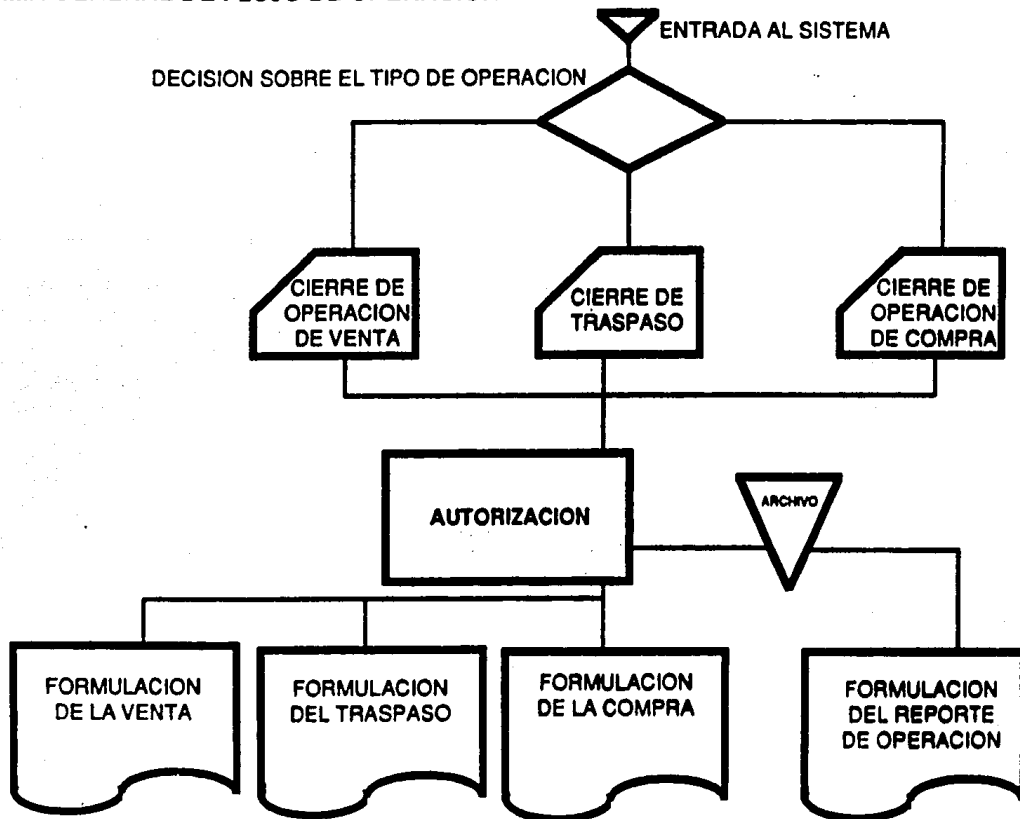 ENTRADA AL SISTEMA
DECISION SOBRE EL TIPO DE OPERACION
CIERRE DE
OPERACION
DE VENTA
CIERRE DE
TRASPASO
CIERRE DE
OPERACION
DE COMPRA
AUTORIZACION
ARCHIVO
FORMULACION
DE LA VENTA
FORMULACION
DEL TRASPASO
FORMULACION
DE LA COMPRA
FORMULACION
DEL REPORTE
DE OPERACION